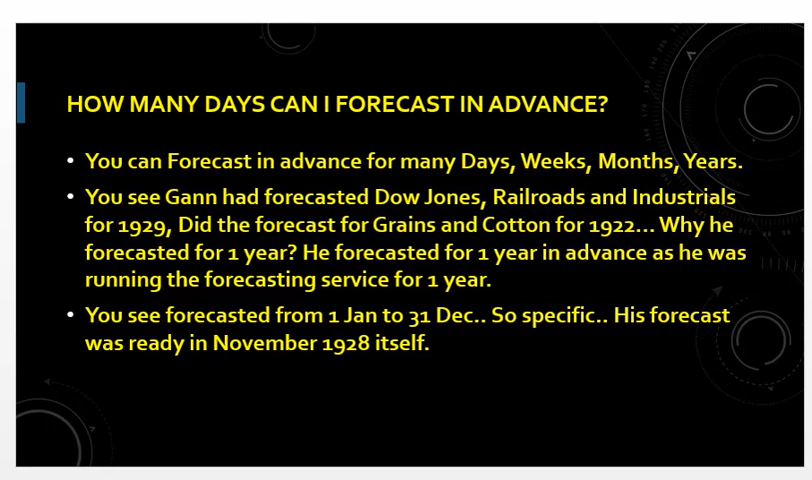 HOW MANY DAYS CAN I FORECAST IN ADVANCE?
• You can Forecast in advance for many Days, Weeks, Months, Years.
• You see Gann had forecasted Dow Jones, Railroads and Industrials
for 1929, Did the forecast for Grains and Cotton for 1922... Why he
forecasted for 1 year? He forecasted for 1 year in advance as he was
running the forecasting service for 1 year.
• You see forecasted from 1 Jan to 31 Dec.. So specific.. His forecast
was ready in November 1928 itself.